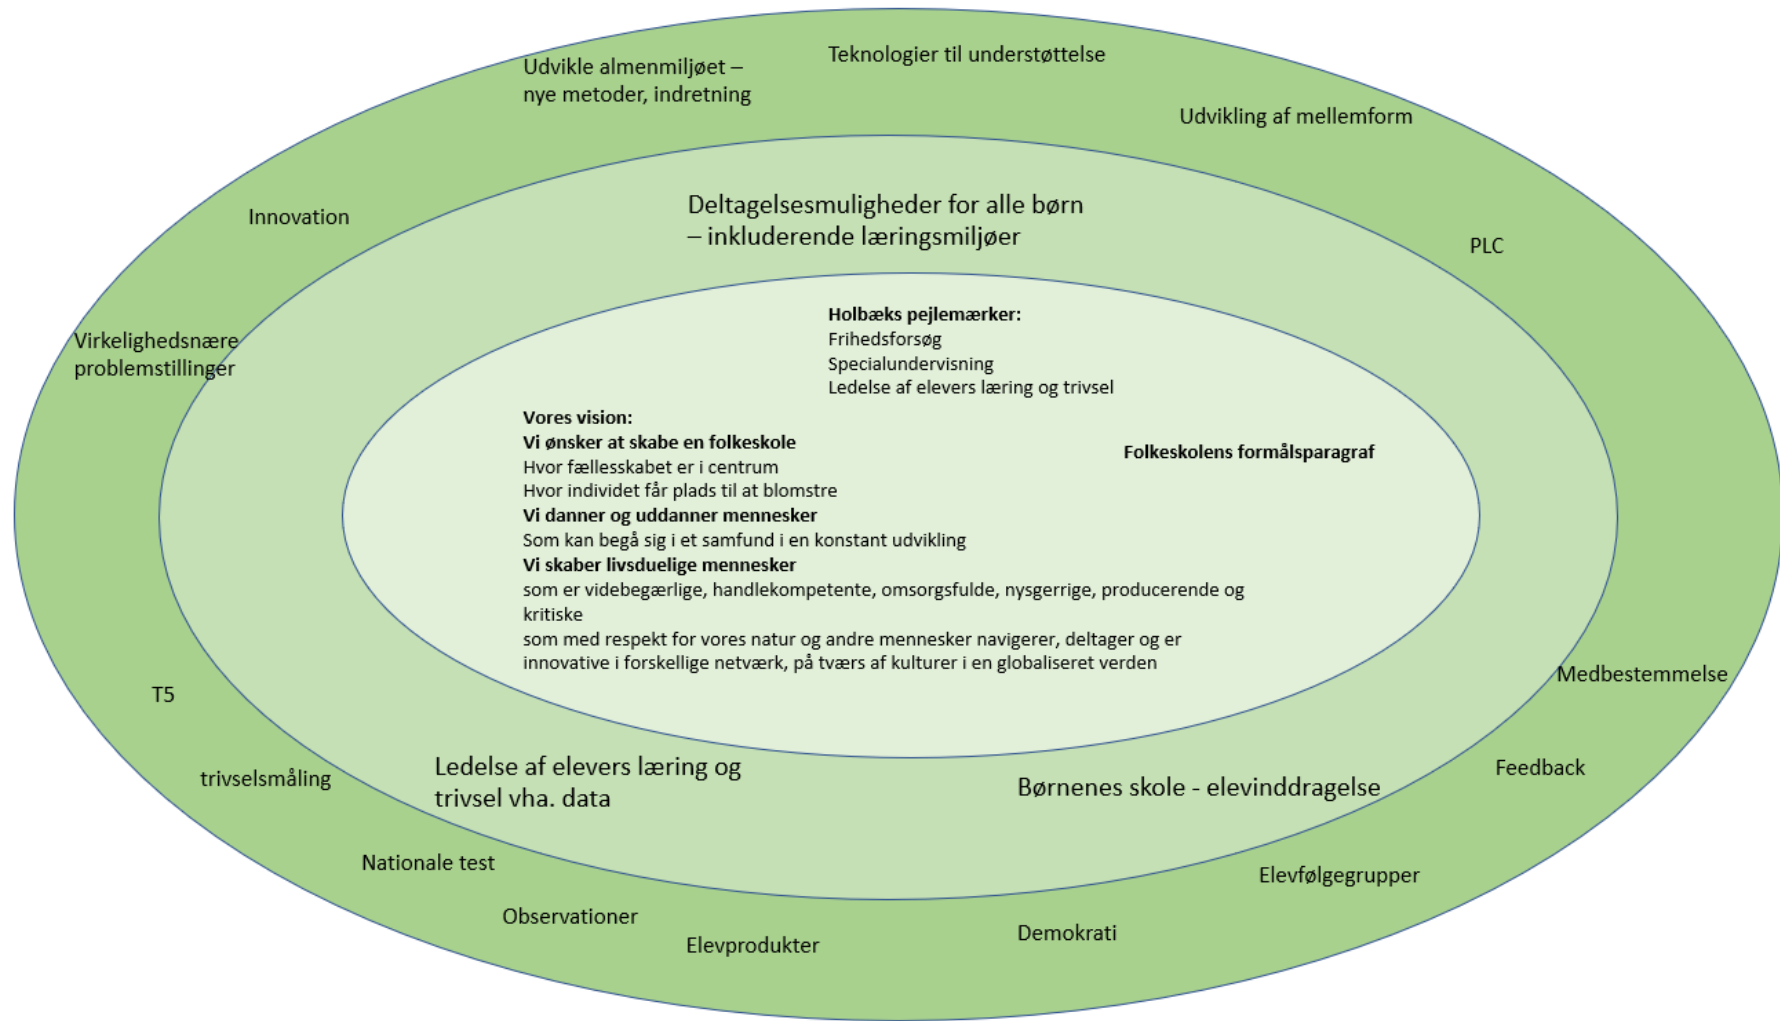 Teknologier til understøttelse
Udvikle almenmiljøet –
nye metoder, indretning
Udvikling af mellemform
Innovation
PLC
Virkelighedsnære
problemstillinger
Deltagelsesmuligheder for alle børn
– inkluderende læringsmiljøer
Holbæks pejlemærker:
Frihedsforsøg
Specialundervisning
Ledelse af elevers læring og trivsel
Vores vision:
Vi ønsker at skabe en folkeskole
Hvor fællesskabet er i centrum
Hvor individet får plads til at blomstre
Vi danner og uddanner mennesker
Som kan begå sig i et samfund i en konstant udvikling
Vi skaber livsduelige mennesker
som er videbegærlige, handlekompetente, omsorgsfulde, nysgerrige, producerende og
kritiske
som med respekt for vores natur og andre mennesker navigerer, deltager og er
innovative i forskellige netværk, på tværs af kulturer i en globaliseret verden
Folkeskolens formålsparagraf
Ledelse af elevers læring og
trivsel vha. data
Børnenes skole - elevinddragelse
T5
trivselsmåling
Nationale test
Observationer
Elevprodukter
Demokrati
Elevfølgegrupper
Feedback
Medbestemmelse